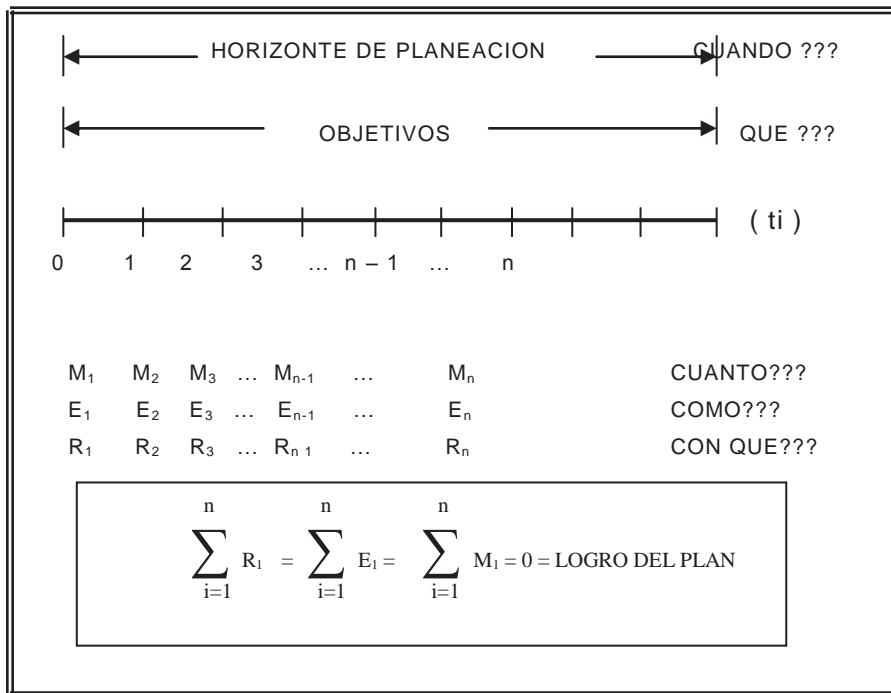 HORIZONTE DE PLANEACION CUANDO ???
OBJETIVOS QUE ???
( ti )
0 1 2 3 … n – 1 … n
M₁ M₂ M₃ … Mₙ₋₁ … Mₙ CUANTO???
E₁ E₂ E₃ … Eₙ₋₁ … Eₙ COMO???
R₁ R₂ R₃ … Rₙ ₁ … Rₙ CON QUE???
n n n
∑ R₁ = ∑ E₁ = ∑ M₁ = 0 = LOGRO DEL PLAN
i=1 i=1 i=1